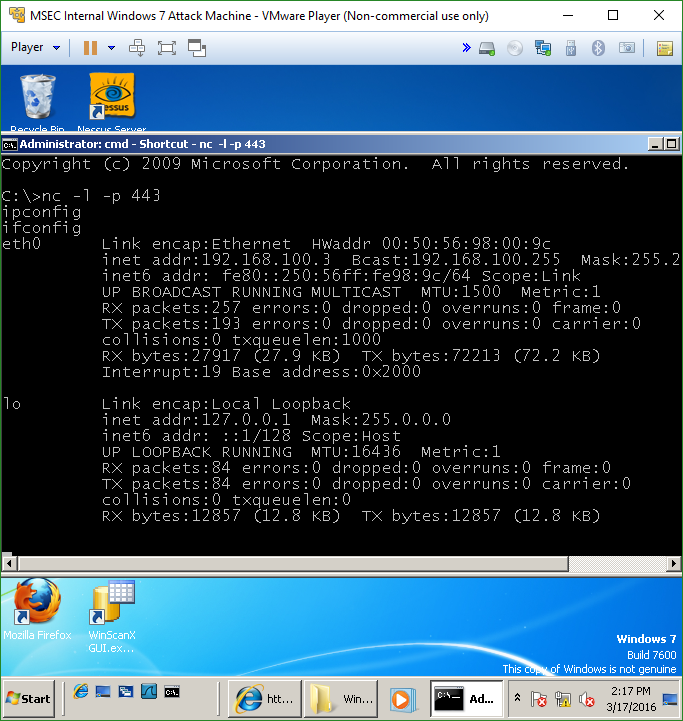 MSEC Internal Windows 7 Attack Machine - VMware Player (Non-commercial use only)
Player
Recycle Bin
Nessus
Nessus Server
Administrator: cmd - Shortcut - nc -l -p 443
Copyright (c) 2009 Microsoft Corporation.  All rights reserved.
C:\>nc -l -p 443
ipconfig
ifconfig
eth0      Link encap:Ethernet  HWaddr 00:50:56:98:00:9c
inet addr:192.168.100.3  Bcast:192.168.100.255  Mask:255.2
inet6 addr: fe80::250:56ff:fe98:9c/64 Scope:Link
UP BROADCAST RUNNING MULTICAST  MTU:1500  Metric:1
RX packets:257 errors:0 dropped:0 overruns:0 frame:0
TX packets:193 errors:0 dropped:0 overruns:0 carrier:0
collisions:0 txqueuelen:1000
RX bytes:27917 (27.9 KB)  TX bytes:72213 (72.2 KB)
Interrupt:19 Base address:0x2000
lo        Link encap:Local Loopback
inet addr:127.0.0.1  Mask:255.0.0.0
inet6 addr: ::1/128 Scope:Host
UP LOOPBACK RUNNING  MTU:16436  Metric:1
RX packets:84 errors:0 dropped:0 overruns:0 frame:0
TX packets:84 errors:0 dropped:0 overruns:0 carrier:0
collisions:0 txqueuelen:0
RX bytes:12857 (12.8 KB)  TX bytes:12857 (12.8 KB)
Mozilla Firefox
WinScanX
GUI.ex...
Windows 7
Build 7600
This copy of Windows is not genuine
Start
htt...
Win...
Ad...
2:17 PM
3/17/2016